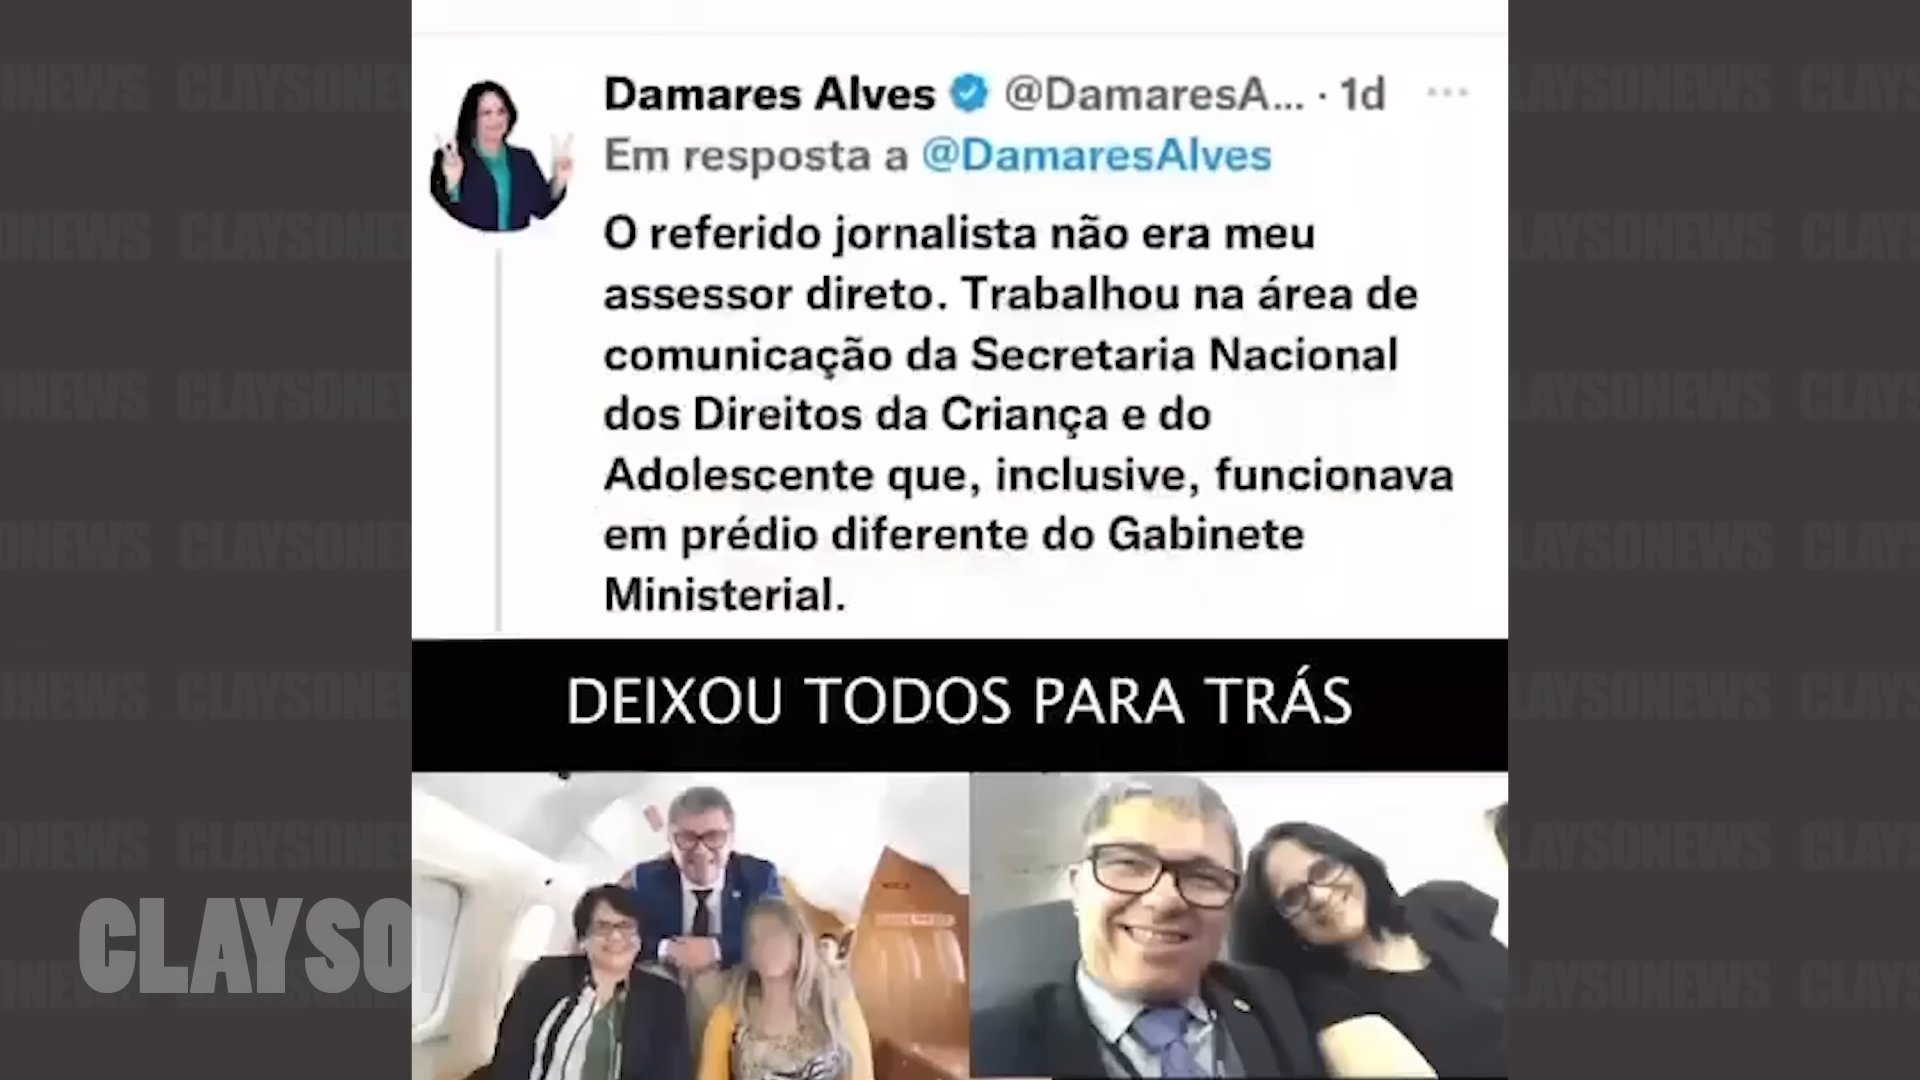 Damares Alves @DamaresA... · 1d
Em resposta a @DamaresAlves
O referido jornalista não era meu
assessor direto. Trabalhou na área de
comunicação da Secretaria Nacional
dos Direitos da Criança e do
Adolescente que, inclusive, funcionava
em prédio diferente do Gabinete
Ministerial.
DEIXOU TODOS PARA TRÁS
CLAYSO